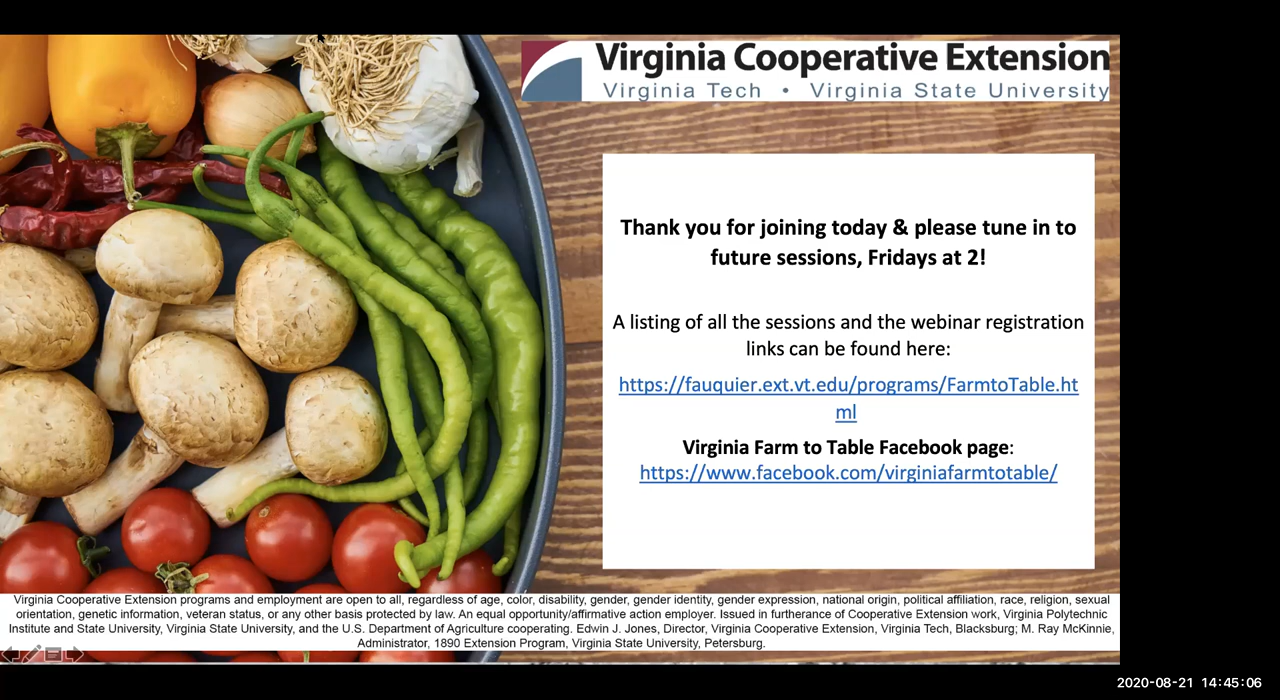 Virginia Cooperative Extension
Virginia Tech • Virginia State University
Thank you for joining today & please tune in to
future sessions, Fridays at 2!
A listing of all the sessions and the webinar registration
links can be found here:
https://fauquier.ext.vt.edu/programs/FarmtoTable.ht
ml
Virginia Farm to Table Facebook page:
https://www.facebook.com/virginiafarmtotable/
Virginia Cooperative Extension programs and employment are open to all, regardless of age, color, disability, gender, gender identity, gender expression, national origin, political affiliation, race, religion, sexual
orientation, genetic information, veteran status, or any other basis protected by law. An equal opportunity/affirmative action employer. Issued in furtherance of Cooperative Extension work, Virginia Polytechnic
Institute and State University, Virginia State University, and the U.S. Department of Agriculture cooperating. Edwin J. Jones, Director, Virginia Cooperative Extension, Virginia Tech, Blacksburg; M. Ray McKinnie,
Administrator, 1890 Extension Program, Virginia State University, Petersburg.
2020-08-21 14:45:06